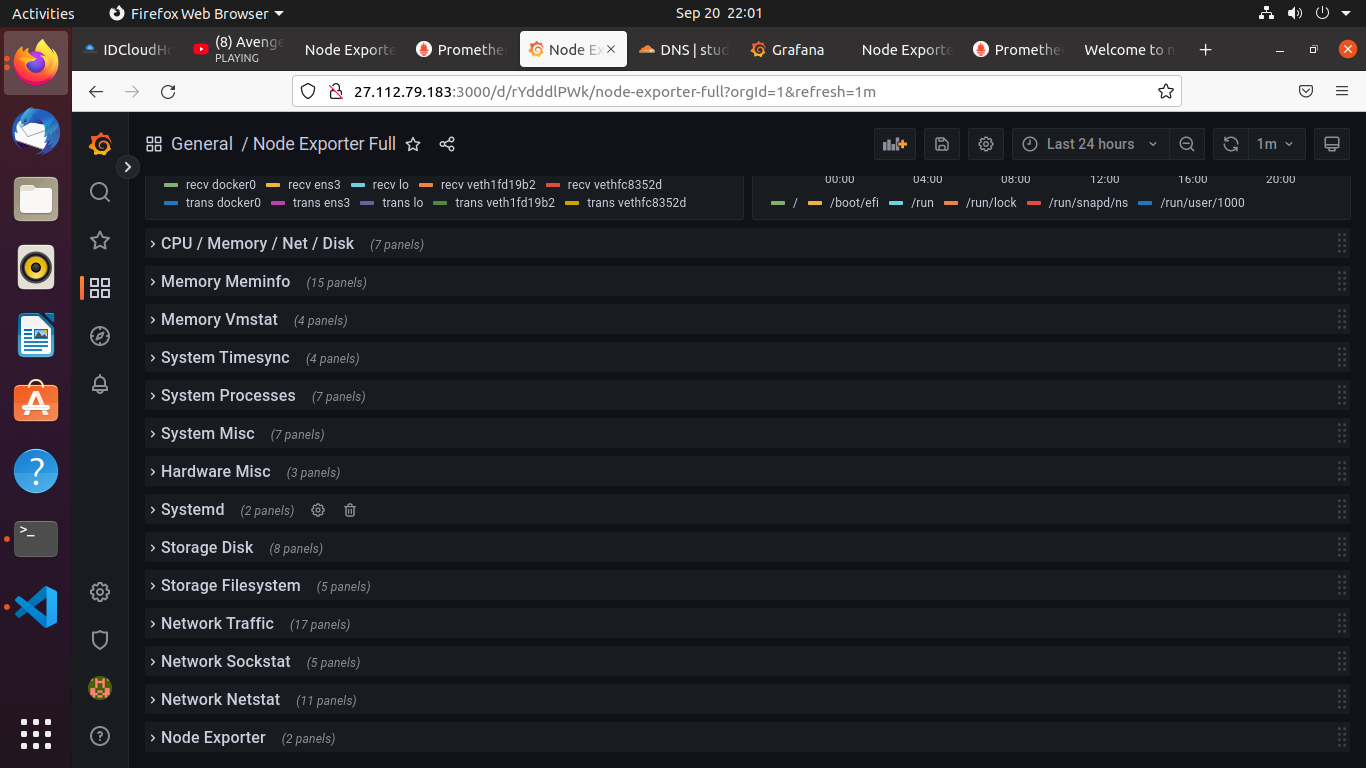 Activities Firefox Web Browser Sep 20 22:01
IDCloudHo (8) Avenge PLAYING Node Exporte Promethe Node Ex DNS | stud Grafana Node Exporte Promethe Welcome to n
27.112.79.183:3000/d/rYdddlPWk/node-exporter-full?orgId=1&refresh=1m
General / Node Exporter Full Last 24 hours 1m
00:00 04:00 08:00 12:00 16:00 20:00
recv docker0 recv ens3 recv lo recv veth1fd19b2 recv vethfc8352d
trans docker0 trans ens3 trans lo trans veth1fd19b2 trans vethfc8352d
/ /boot/efi /run /run/lock /run/snapd/ns /run/user/1000
CPU / Memory / Net / Disk (7 panels)
Memory Meminfo (15 panels)
Memory Vmstat (4 panels)
System Timesync (4 panels)
System Processes (7 panels)
System Misc (7 panels)
Hardware Misc (3 panels)
Systemd (2 panels)
Storage Disk (8 panels)
Storage Filesystem (5 panels)
Network Traffic (17 panels)
Network Sockstat (5 panels)
Network Netstat (11 panels)
Node Exporter (2 panels)